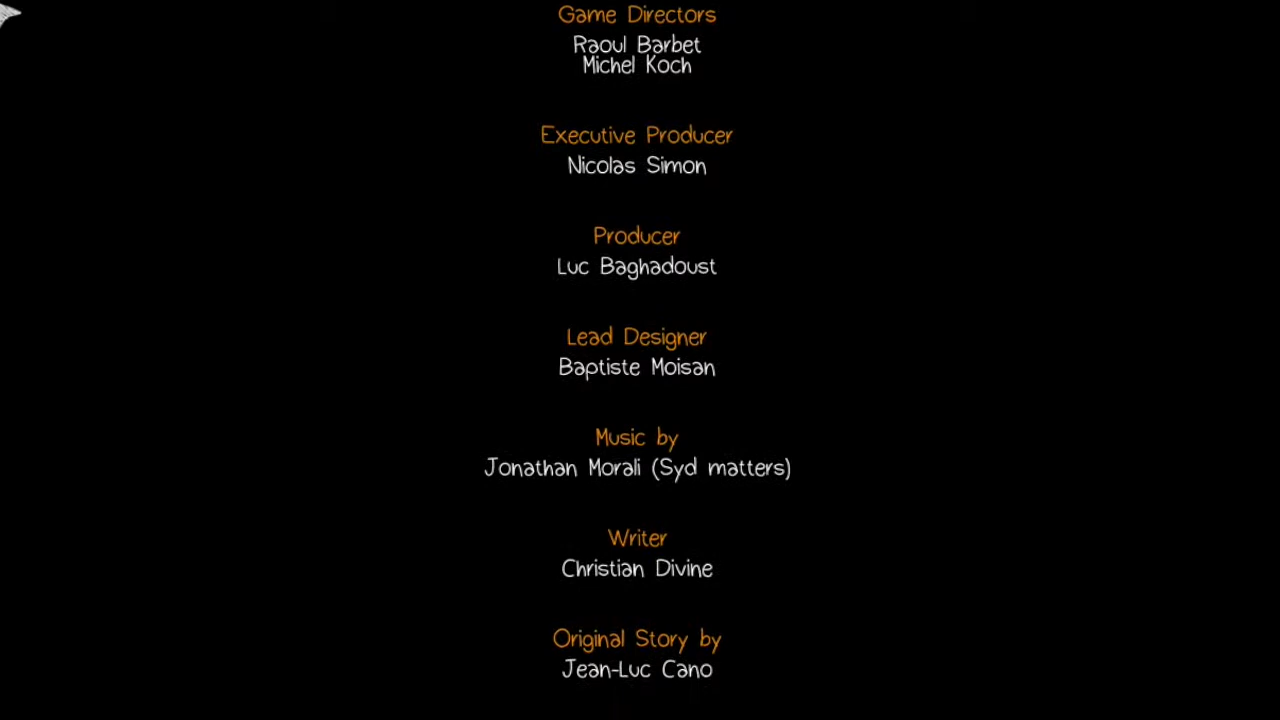 Game Directors
Raoul Barbet
Michel Koch
Executive Producer
Nicolas Simon
Producer
Luc Baghadoust
Lead Designer
Baptiste Moisan
Music by
Jonathan Morali (Syd matters)
Writer
Christian Divine
Original Story by
Jean-Luc Cano